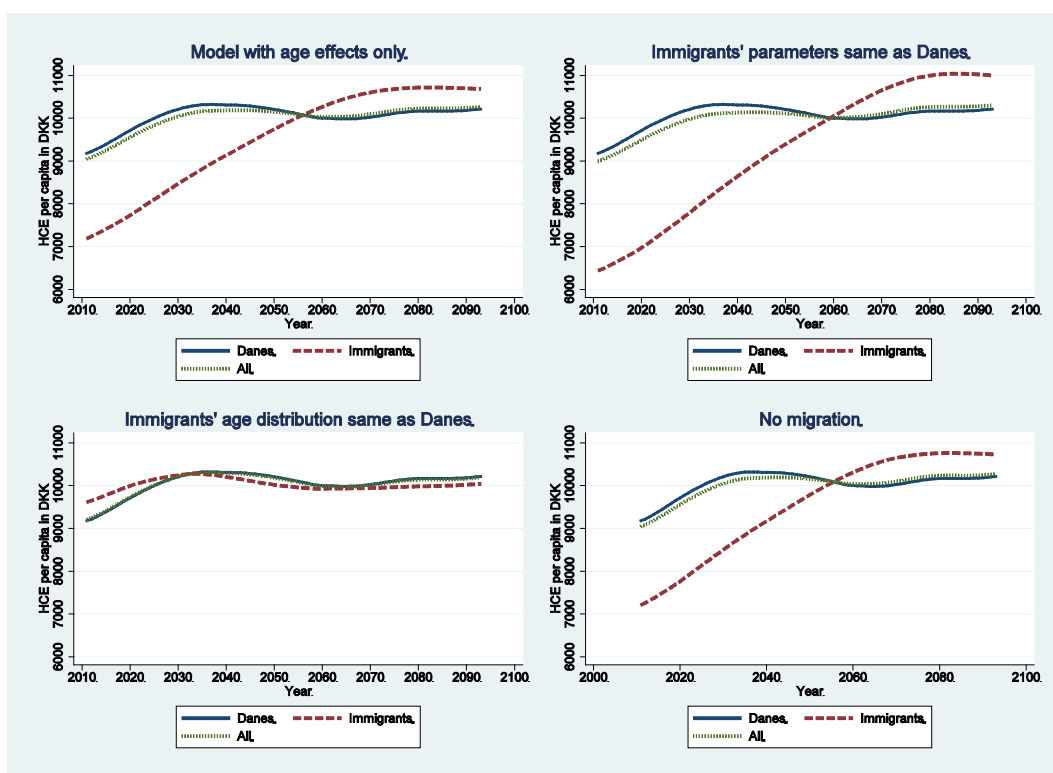 Model with age effects only.
HCE per capita in DKK
11000
10000
9000
8000
7000
6000
2010. 2020. 2030. 2040. 2050. 2060. 2070. 2080. 2090. 2100.
Year.
Danes. Immigrants.
All.
Immigrants' parameters same as Danes.
HCE per capita in DKK
11000
10000
9000
8000
7000
6000
2010. 2020. 2030. 2040. 2050. 2060. 2070. 2080. 2090. 2100.
Year.
Danes. Immigrants.
All.
Immigrants' age distribution same as Danes.
HCE per capita in DKK
11000
10000
9000
8000
7000
6000
2010. 2020. 2030. 2040. 2050. 2060. 2070. 2080. 2090. 2100.
Year.
Danes. Immigrants.
All.
No migration.
HCE per capita in DKK
11000
10000
9000
8000
7000
6000
2000. 2020. 2040. 2060. 2080. 2100.
Year.
Danes. Immigrants.
All.